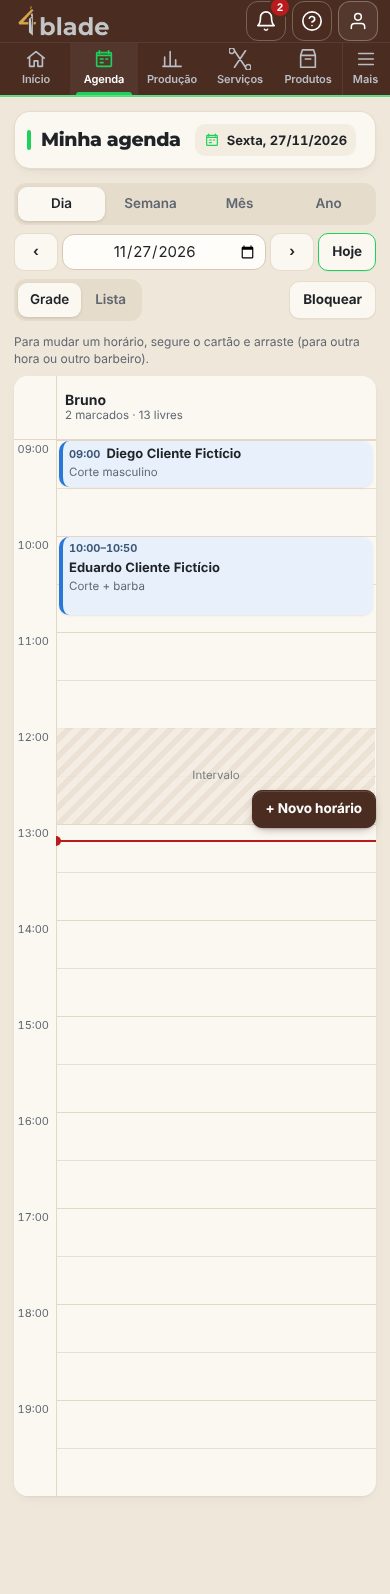 4blade
2
Início
Agenda
Produção
Serviços
Produtos
Mais
Minha agenda
Sexta, 27/11/2026
Dia
Semana
Mês
Ano
‹
11/27/2026
›
Hoje
Grade
Lista
Bloquear
Para mudar um horário, segure o cartão e arraste (para outra
hora ou outro barbeiro).
Bruno
2 marcados · 13 livres
09:00
09:00 Diego Cliente Fictício
Corte masculino
10:00
10:00–10:50
Eduardo Cliente Fictício
Corte + barba
11:00
12:00
Intervalo
+ Novo horário
13:00
14:00
15:00
16:00
17:00
18:00
19:00